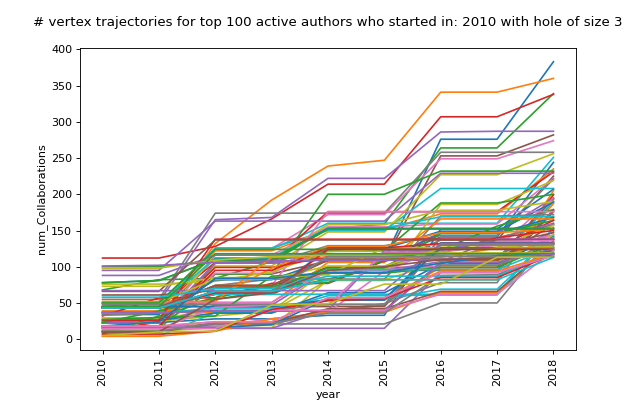 # vertex trajectories for top 100 active authors who started in: 2010 with hole of size 3
400
350
300
250
200
150
100
50
0
num_Collaborations
2010 2011 2012 2013 2014 2015 2016 2017 2018
year